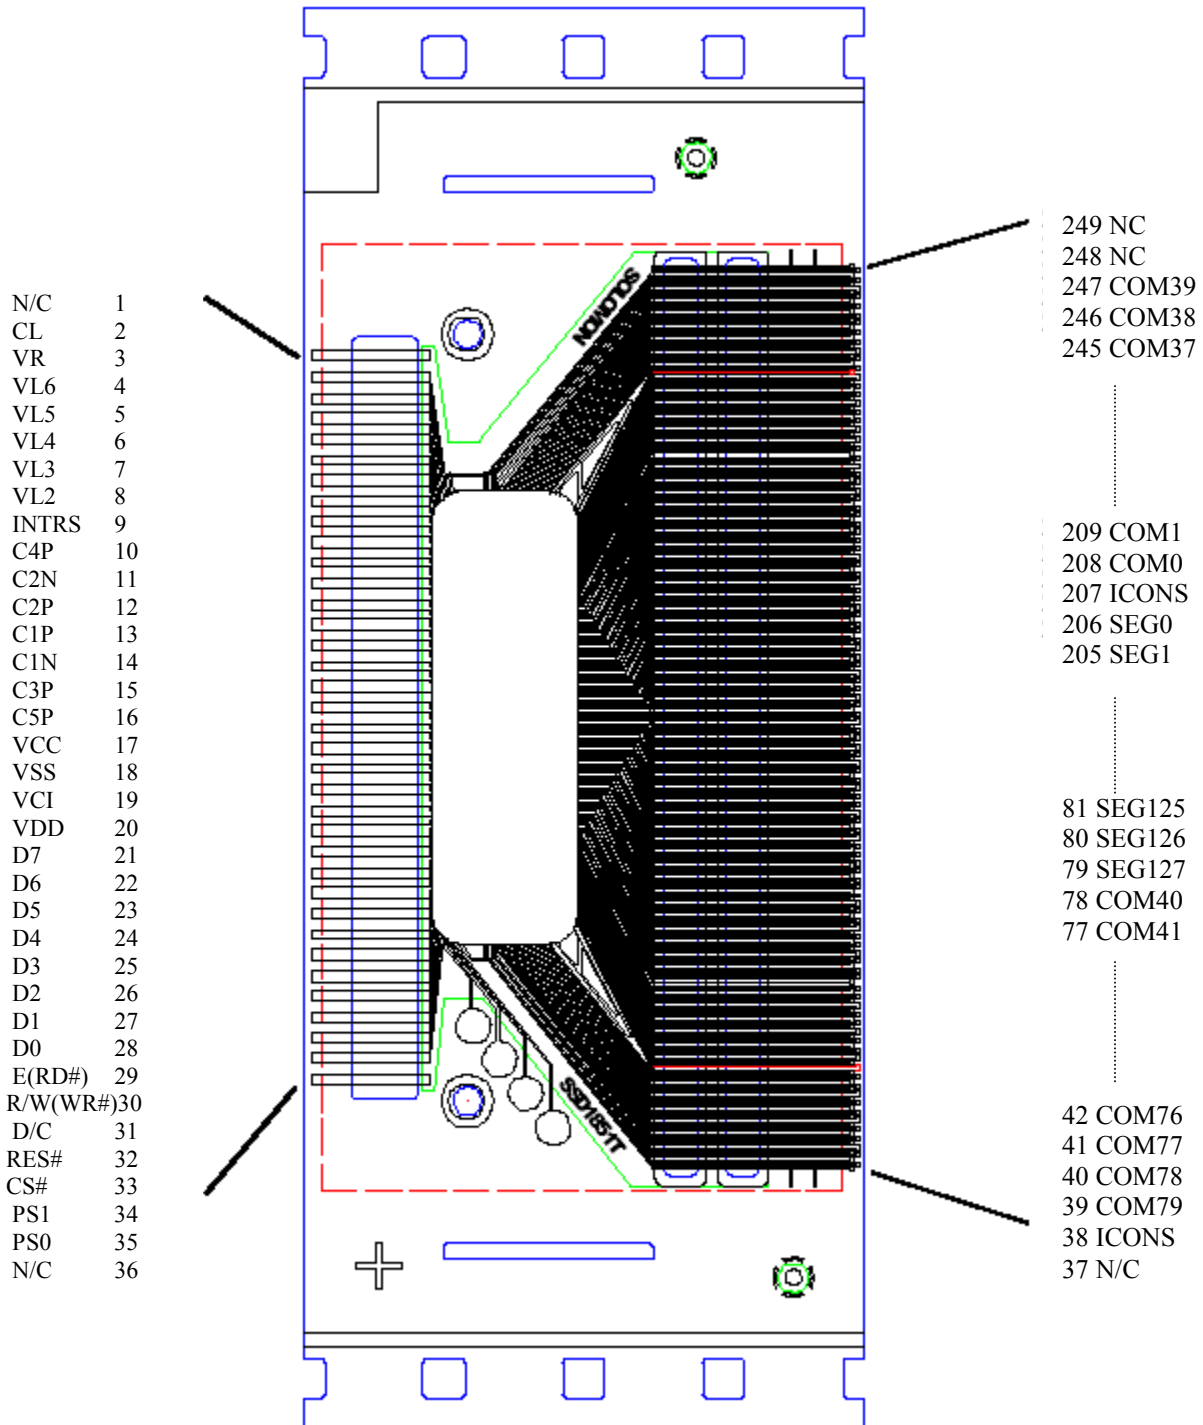 N/C 1
CL 2
VR 3
VL6 4
VL5 5
VL4 6
VL3 7
VL2 8
INTRS 9
C4P 10
C2N 11
C2P 12
C1P 13
C1N 14
C3P 15
C5P 16
VCC 17
VSS 18
VCI 19
VDD 20
D7 21
D6 22
D5 23
D4 24
D3 25
D2 26
D1 27
D0 28
E(RD#) 29
R/W(WR#)30
D/C 31
RES# 32
CS# 33
PS1 34
PS0 35
N/C 36
SOLOMON
SSD1851T
249 NC
248 NC
247 COM39
246 COM38
245 COM37
209 COM1
208 COM0
207 ICONS
206 SEG0
205 SEG1
81 SEG125
80 SEG126
79 SEG127
78 COM40
77 COM41
42 COM76
41 COM77
40 COM78
39 COM79
38 ICONS
37 N/C